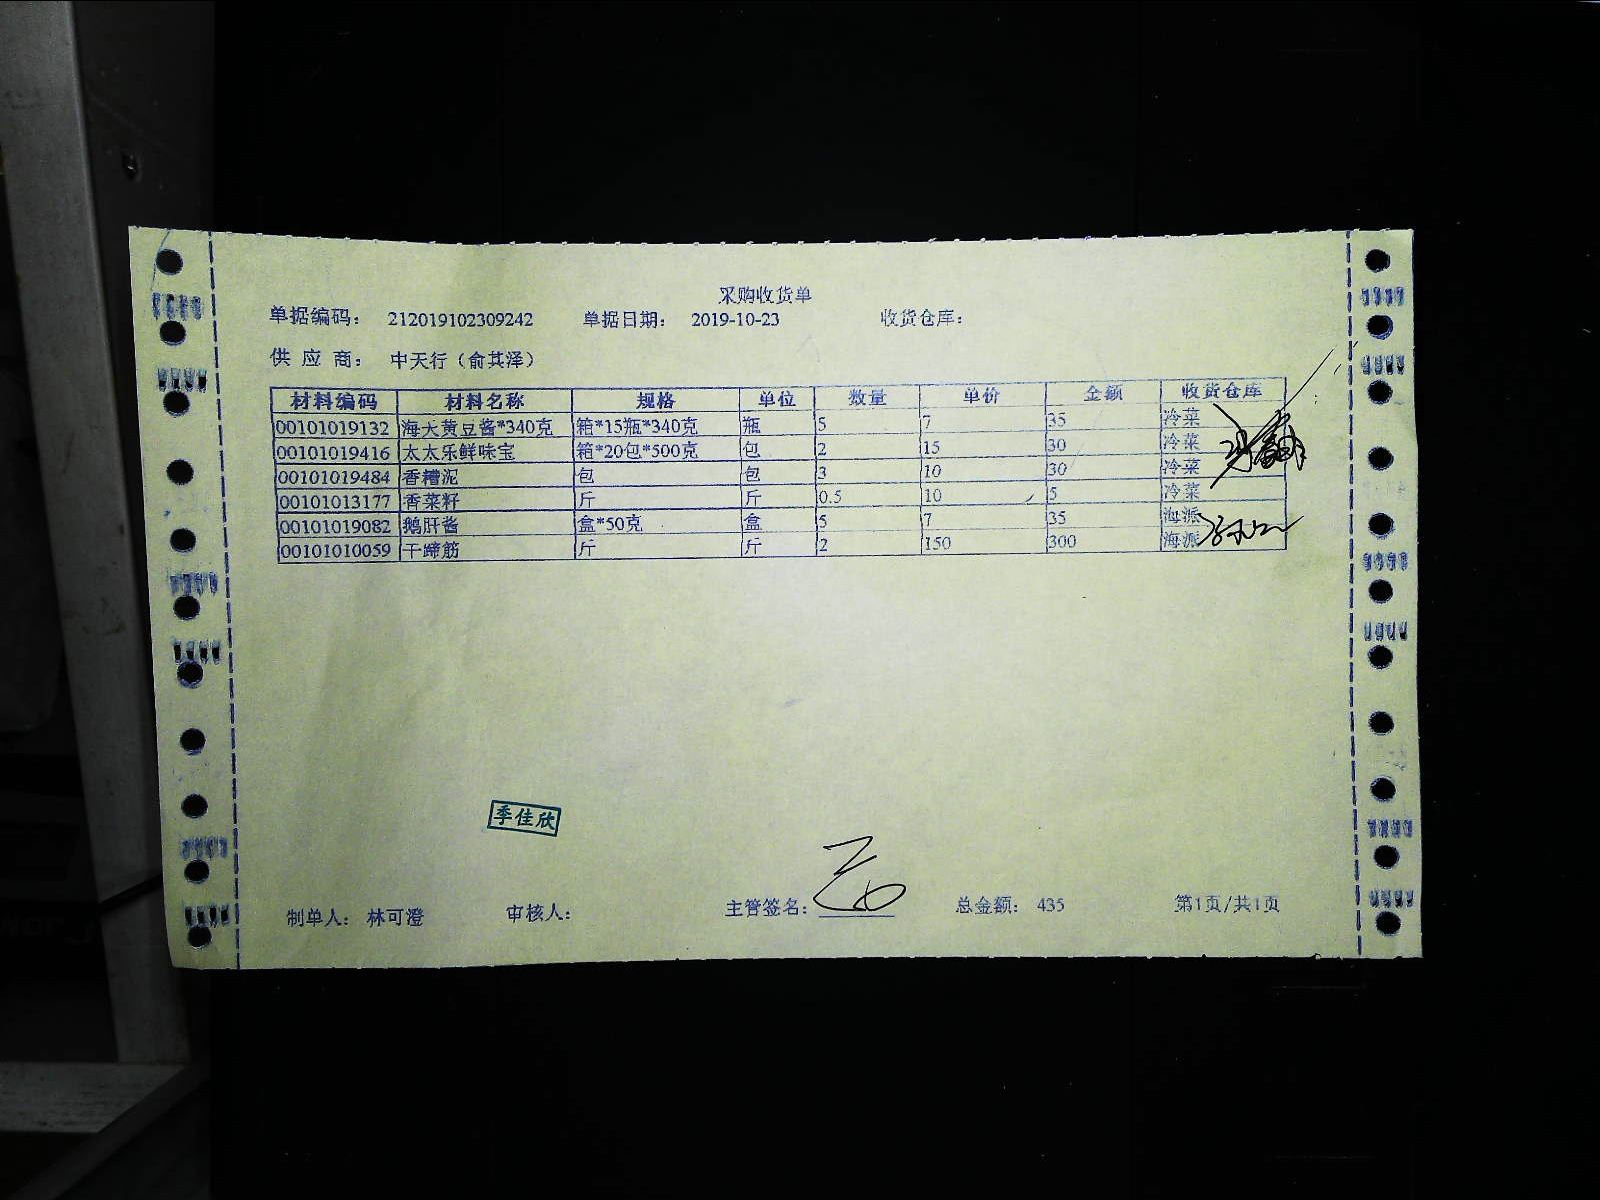 采购收货单
单据编码： 212019102309242 单据日期： 2019-10-23 收货仓库：
供 应 商： 中天行（俞其泽）
材料编码 材料名称 规格 单位 数量 单价 金额 收货仓库
00101019132 海天黄豆酱*340克 箱*15瓶*340克 瓶 5 7 35 冷菜
00101019416 太太乐鲜味宝 箱*20包*500克 包 2 15 30 冷菜
00101019484 香糟泥 包 包 3 10 30 冷菜
00101013177 香菜籽 斤 斤 0.5 10 5 冷菜
00101019082 鹅肝酱 盒*50克 盒 5 7 35 海派
00101010059 干蹄筋 斤 斤 2 150 300 海派
季佳欣
制单人： 林可澄 审核人： 主管签名： 总金额： 435 第1页/共1页